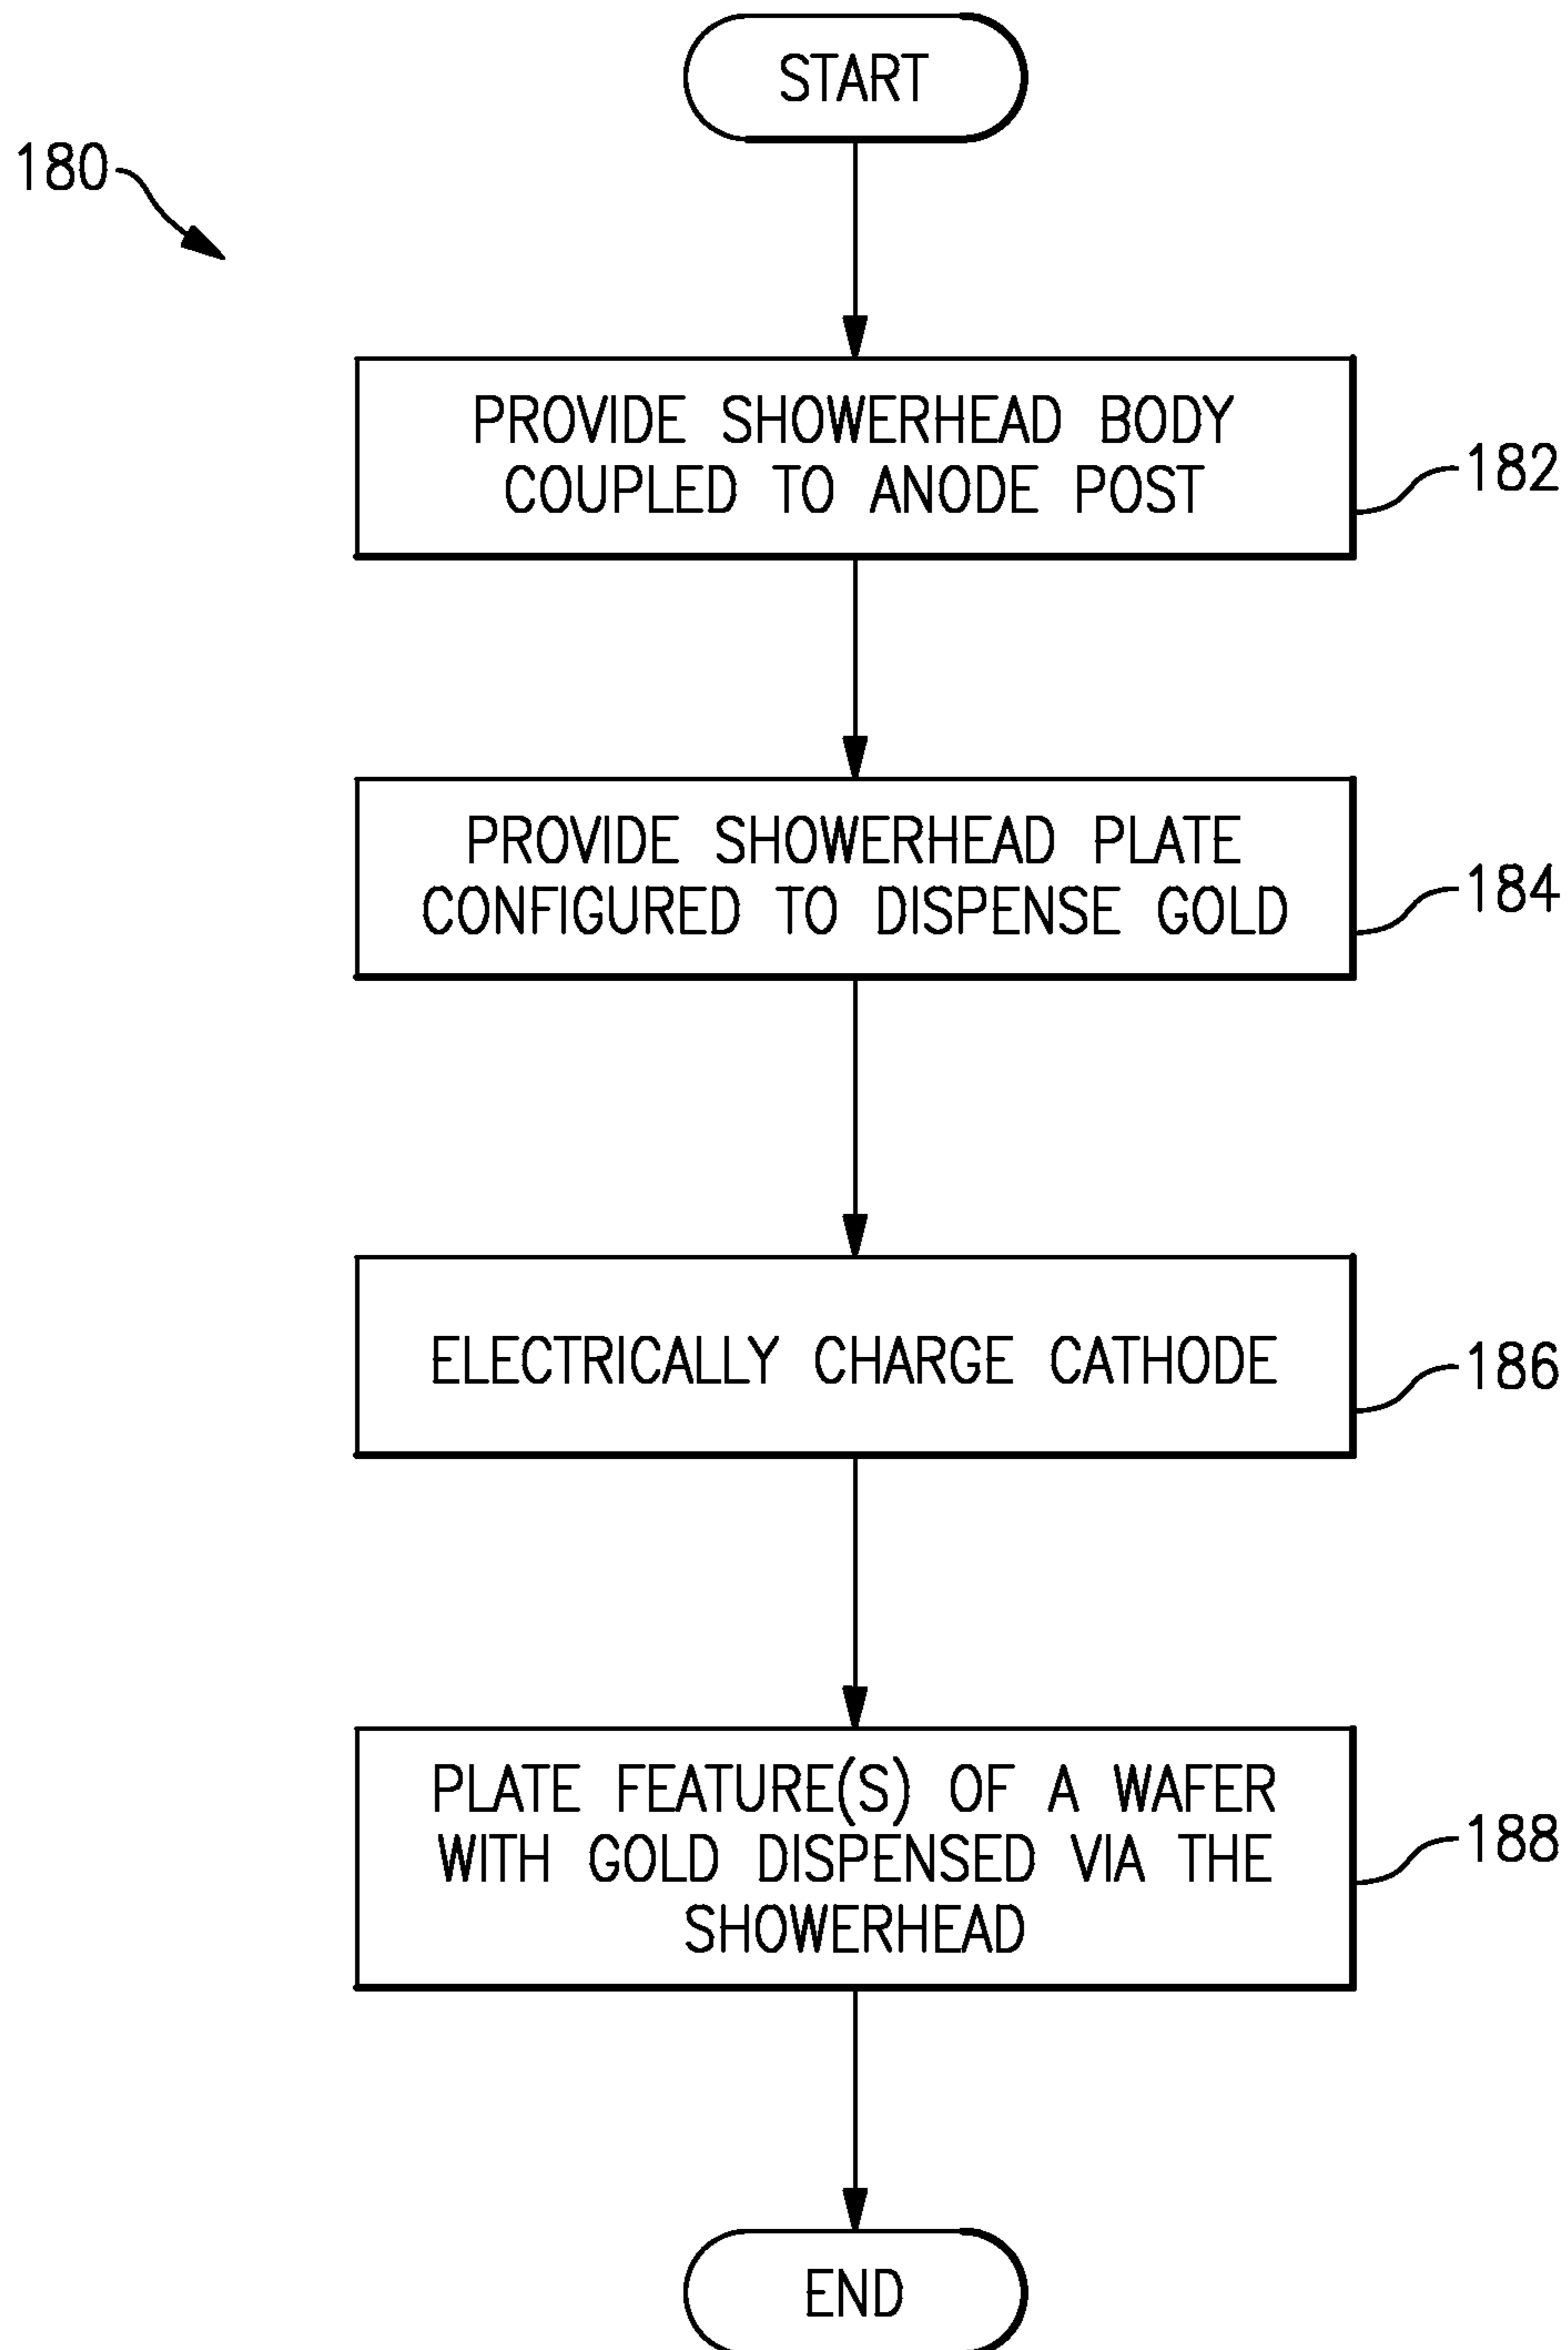 START
180
PROVIDE SHOWERHEAD BODY
COUPLED TO ANODE POST
182
PROVIDE SHOWERHEAD PLATE
CONFIGURED TO DISPENSE GOLD
184
ELECTRICALLY CHARGE CATHODE
186
PLATE FEATURE(S) OF A WAFER
WITH GOLD DISPENSED VIA THE
SHOWERHEAD
188
END